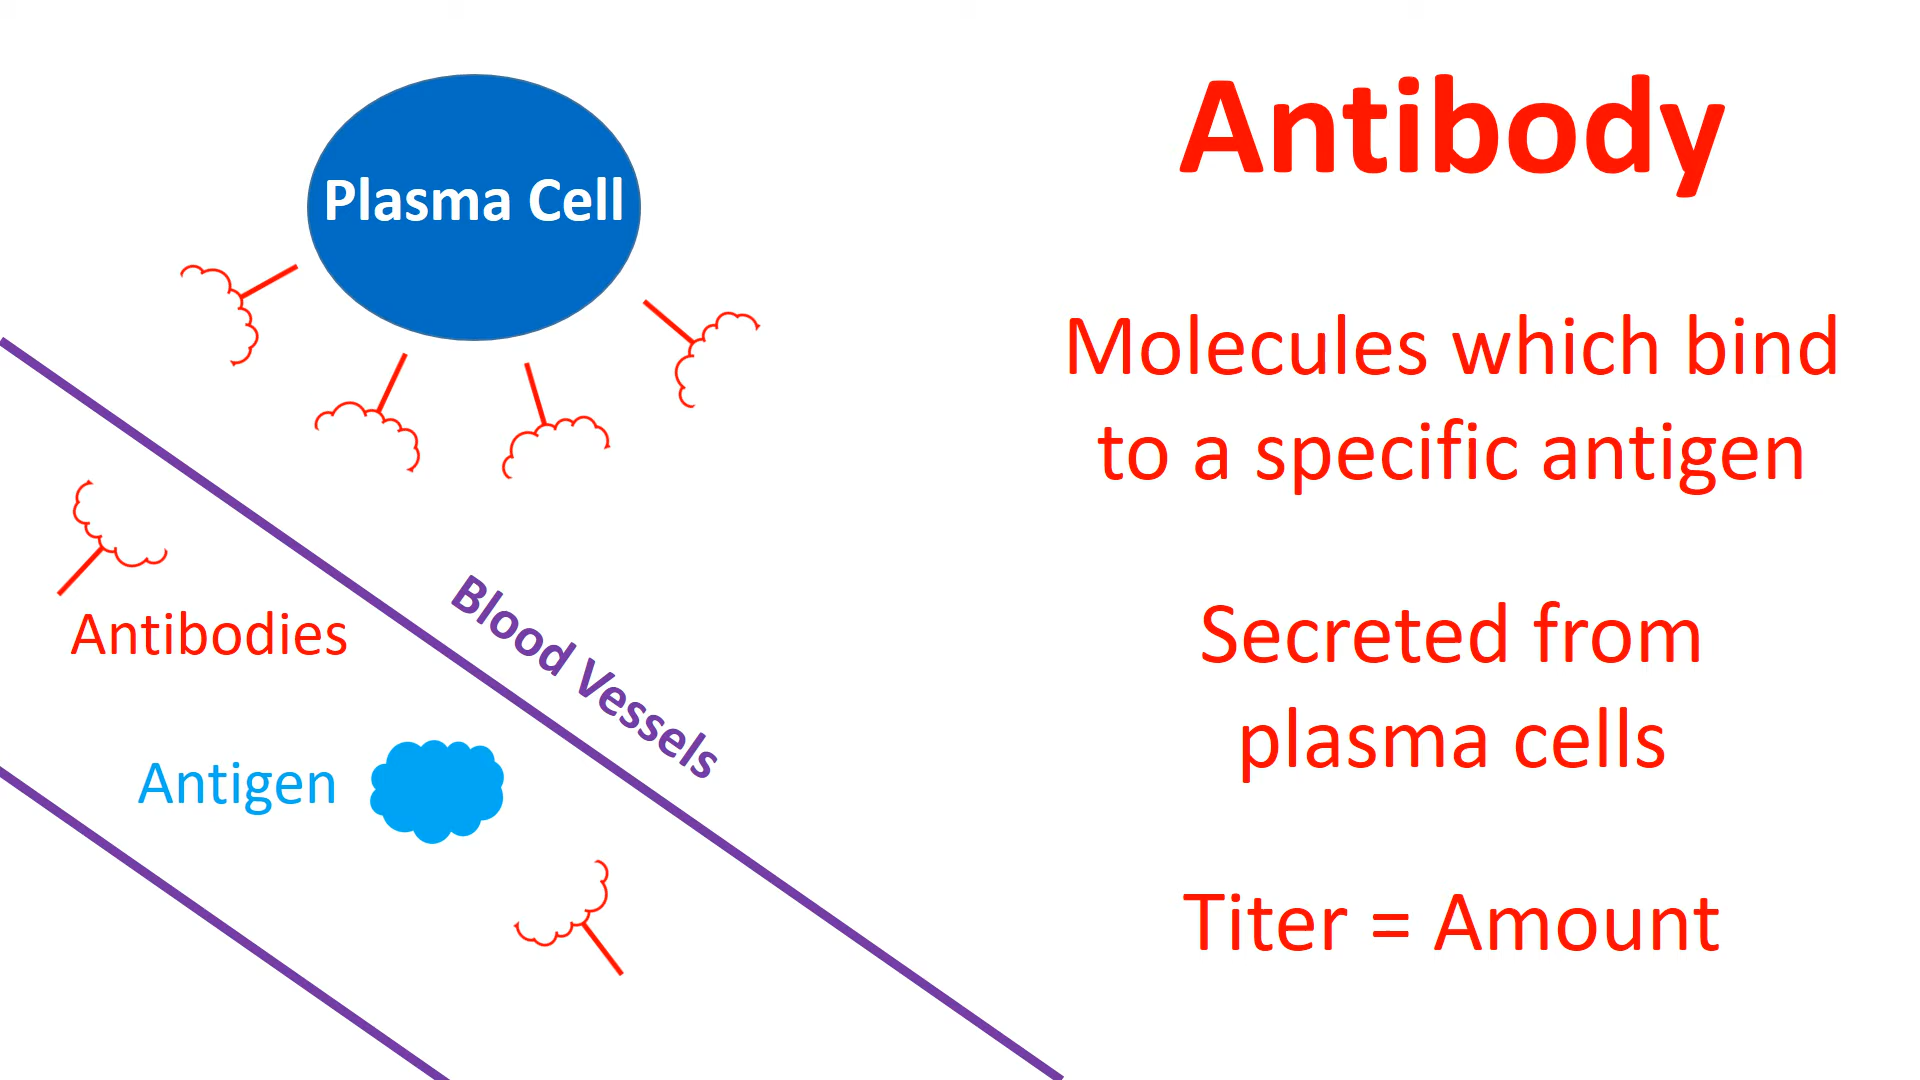 Plasma Cell
Antibodies
Antigen
Blood Vessels
Antibody
Molecules which bind
to a specific antigen
Secreted from
plasma cells
Titer = Amount